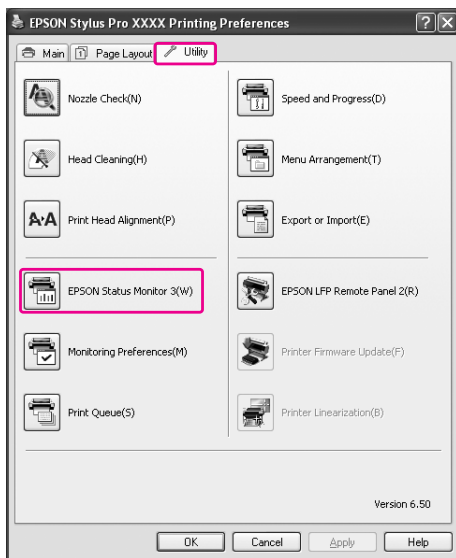 EPSON Stylus Pro XXXX Printing Preferences
Main Page Layout Utility
Nozzle Check(N)
Speed and Progress(D)
Head Cleaning(H)
Menu Arrangement(T)
A A Print Head Alignment(P)
Export or Import(E)
EPSON Status Monitor 3(W)
EPSON LFP Remote Panel 2(R)
Monitoring Preferences(M)
Printer Firmware Update(F)
Print Queue(S)
Printer Linearization(B)
Version 6.50
OK Cancel Apply Help